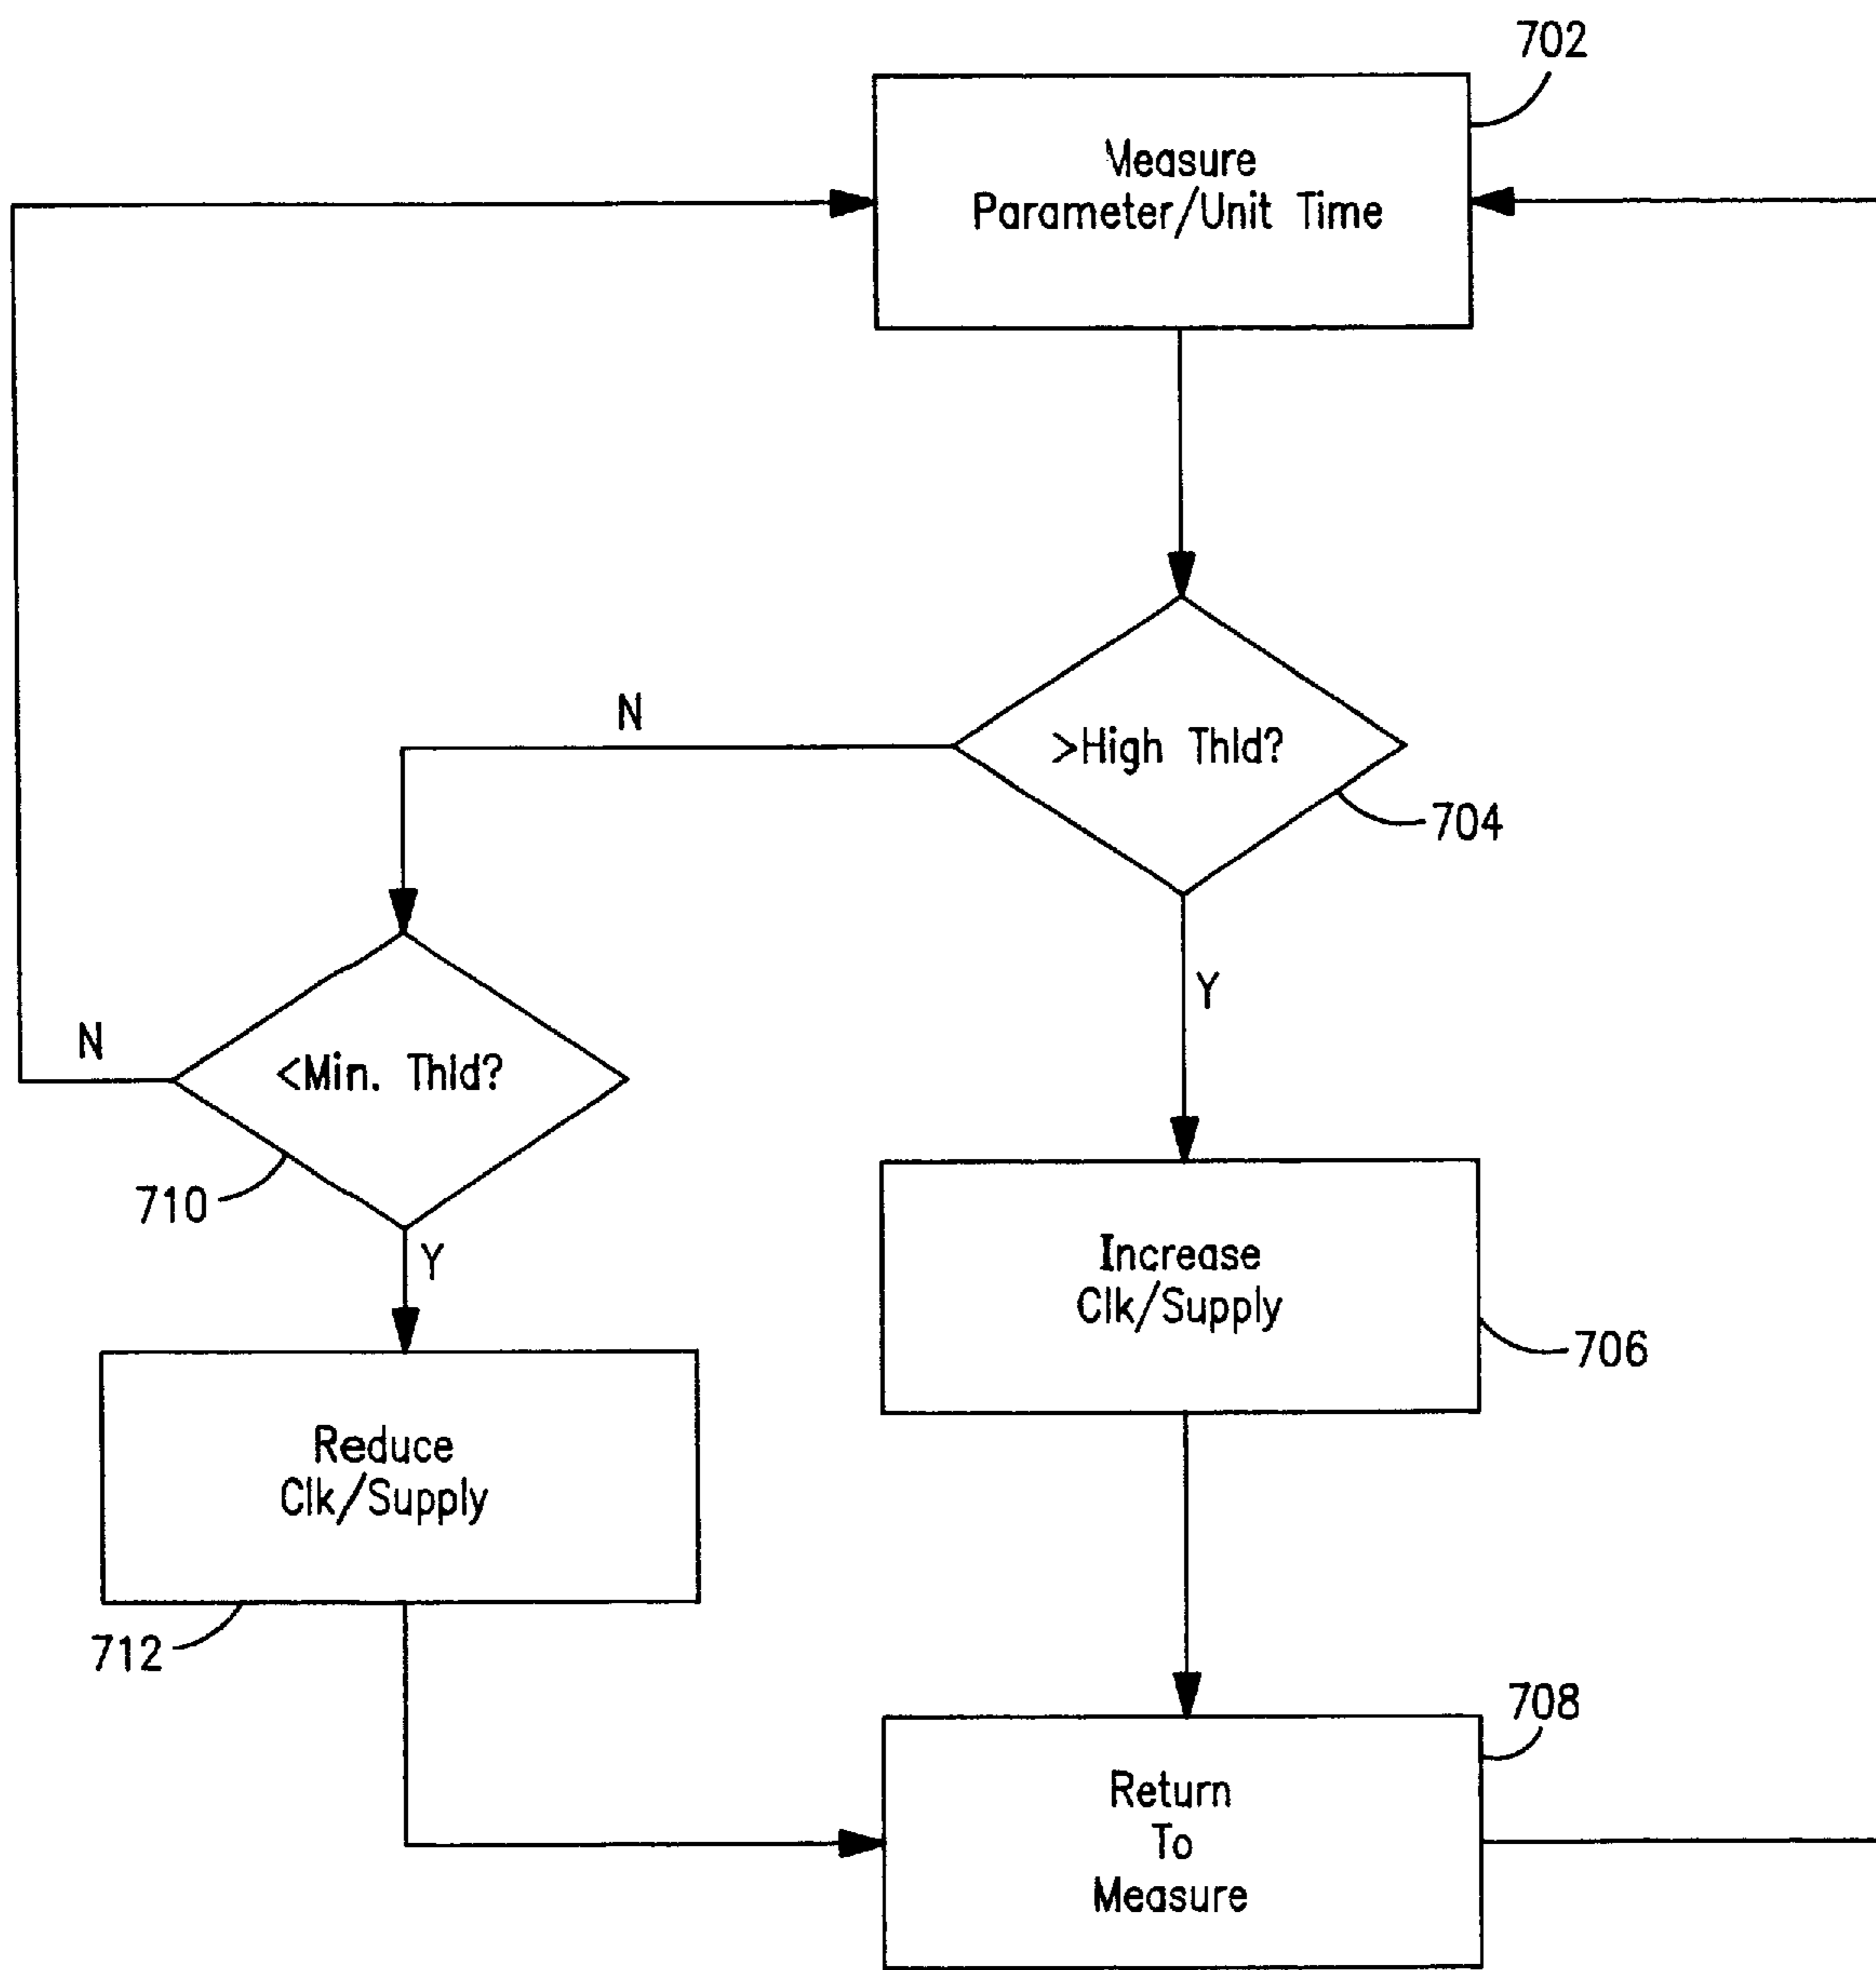 702
Measure
Parameter/Unit Time
N
>High Thld?
704
Y
N
<Min. Thld?
710
Y
Increase
Clk/Supply
706
Reduce
Clk/Supply
712
708
Return
To
Measure